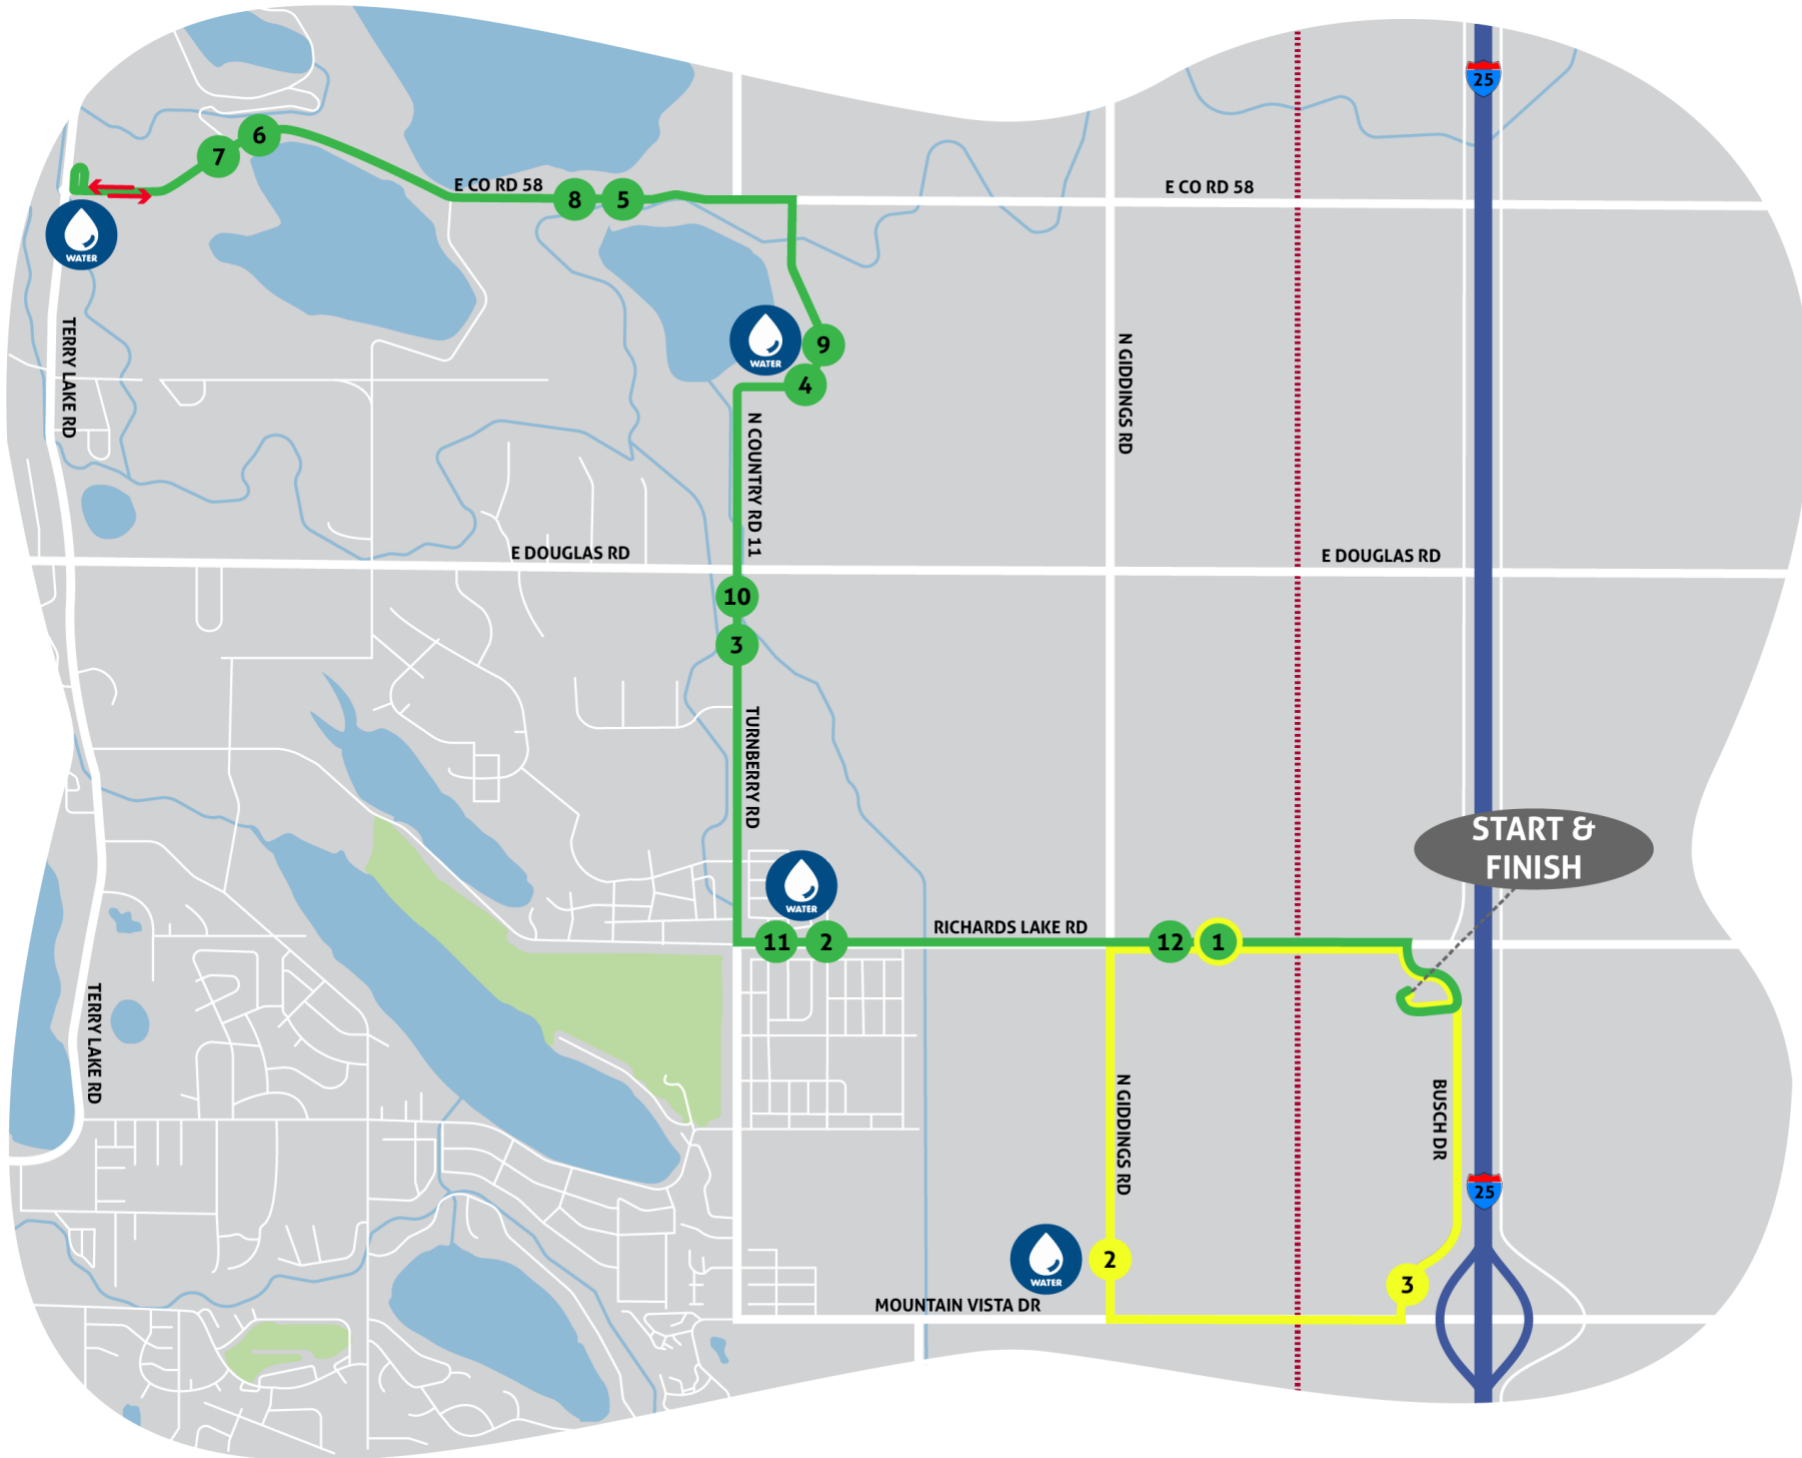 25
6
7
E CO RD 58
8
5
E CO RD 58
WATER
TERRY LAKE RD
WATER
9
4
N GIDDINGS RD
N COUNTRY RD 11
E DOUGLAS RD
E DOUGLAS RD
10
3
TURNBERRY RD
START &
FINISH
WATER
11
2
RICHARDS LAKE RD
12
1
TERRY LAKE RD
N GIDDINGS RD
BUSCH DR
25
WATER
2
3
MOUNTAIN VISTA DR